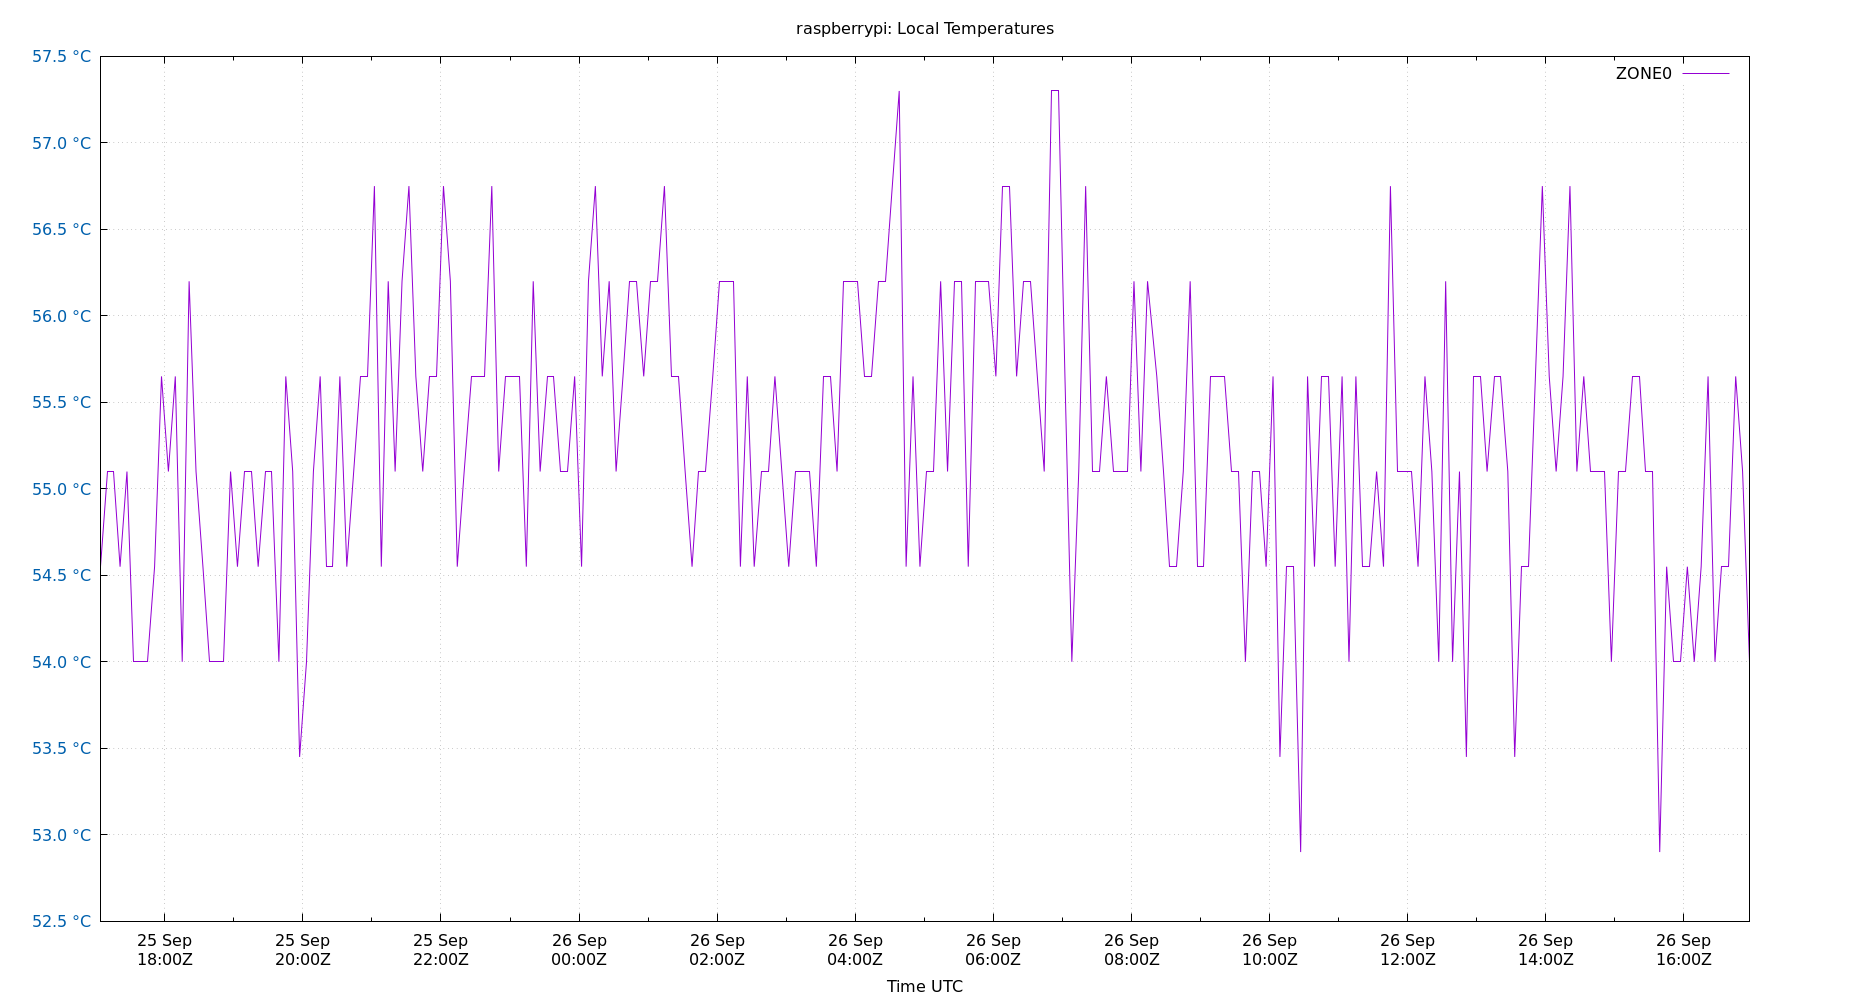 raspberrypi: Local Temperatures
57.5 °C
57.0 °C
56.5 °C
56.0 °C
55.5 °C
55.0 °C
54.5 °C
54.0 °C
53.5 °C
53.0 °C
52.5 °C
ZONE0
25 Sep 25 Sep 25 Sep 26 Sep 26 Sep 26 Sep 26 Sep 26 Sep 26 Sep 26 Sep 26 Sep 26 Sep
18:00Z 20:00Z 22:00Z 00:00Z 02:00Z 04:00Z 06:00Z 08:00Z 10:00Z 12:00Z 14:00Z 16:00Z
Time UTC